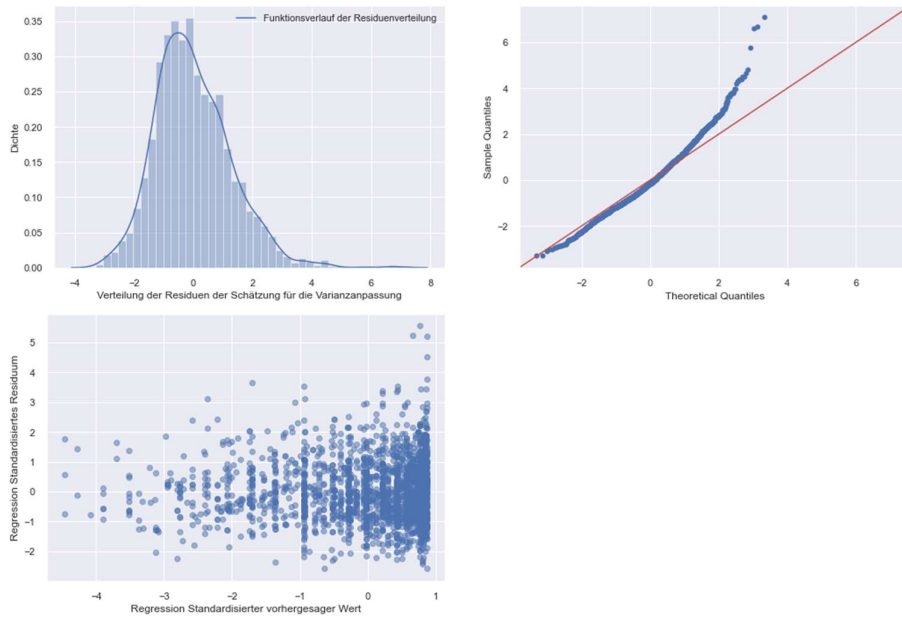 0.35
0.30
0.25
0.20
0.15
0.10
0.05
0.00
Dichte
Funktionsverlauf der Residuenverteilung
−4 −2 0 2 4 6 8
Verteilung der Residuen der Schätzung für die Varianzanpassung
6
4
2
0
−2
Sample Quantiles
−2 0 2 4 6
Theoretical Quantiles
5
4
3
2
1
0
−1
−2
Regression Standardisiertes Residuum
−4 −3 −2 −1 0 1
Regression Standardisierter vorhergesager Wert